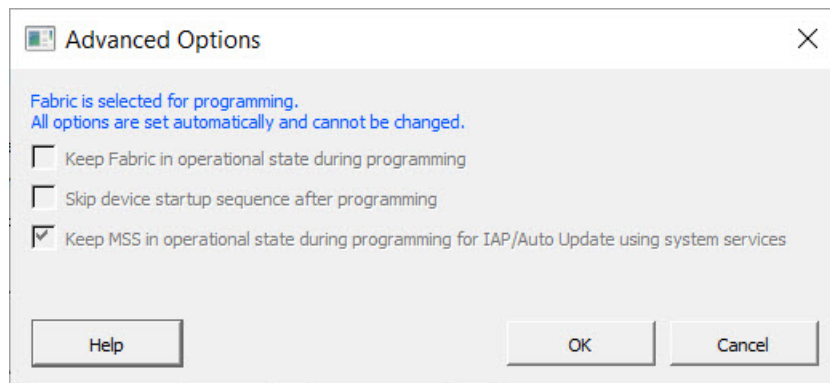 Advanced Options
Fabric is selected for programming.
All options are set automatically and cannot be changed.
Keep Fabric in operational state during programming
Skip device startup sequence after programming
Keep MSS in operational state during programming for IAP/Auto Update using system services
Help
OK
Cancel